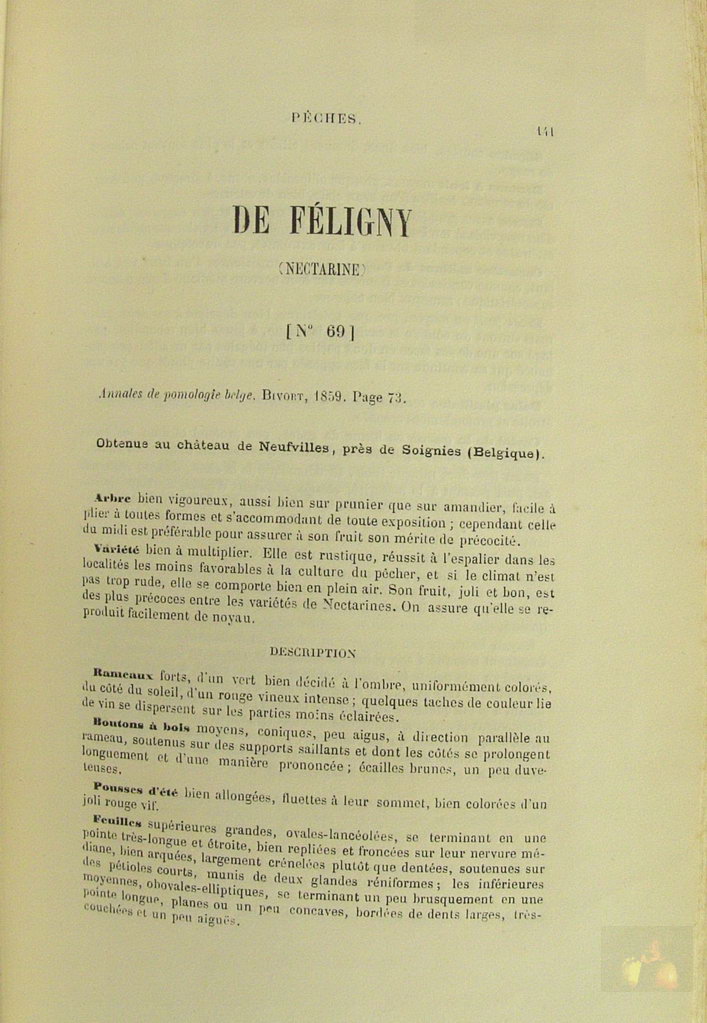 PÊCHES.
141
DE FÉLIGNY
(NECTARINE)
[N° 69]
Annales de pomologie belge. BIVORT, 1859. Page 73.
Obtenue au château de Neufvilles, près de Soignies (Belgique).
Arbre bien vigoureux, aussi bien sur prunier que sur amandier, facile à
plier à toutes formes et s'accommodant de toute exposition ; cependant celle
du midi est préférable pour assurer à son fruit son mérite de précocité.
Variété bien à multiplier. Elle est rustique, réussit à l'espalier dans les
localités les moins favorables à la culture du pêcher, et si le climat n'est
pas trop rude, elle se comporte bien en plein air. Son fruit, joli et bon, est
des plus précoces entre les variétés de Nectarines. On assure qu'elle se re-
produit facilement de noyau.
DESCRIPTION
Rameaux forts, d'un vert bien décidé à l'ombre, uniformément colorés,
du côté du soleil, d'un rouge vineux intense ; quelques taches de couleur lie
de vin se dispersent sur les parties moins éclairées.
Boutons à bois moyens, coniques, peu aigus, à direction parallèle au
rameau, soutenus sur des supports saillants et dont les côtés se prolongent
longuement et d'une manière prononcée ; écailles brunes, un peu duve-
teuses.
Pousses d'été bien allongées, fluettes à leur sommet, bien colorées d'un
joli rouge vif.
Feuilles supérieures grandes, ovales-lancéolées, se terminant en une
pointe très-longue et étroite, bien repliées et froncées sur leur nervure mé-
diane, bien arquées, largement crénelées plutôt que dentées, soutenues sur
des pétioles courts, munis de deux glandes réniformes ; les inférieures
moyennes, obovales-elliptiques, se terminant un peu brusquement en une
pointe longue, planes ou un peu concaves, bordées de dents larges, très-
couchées et un peu aiguës.